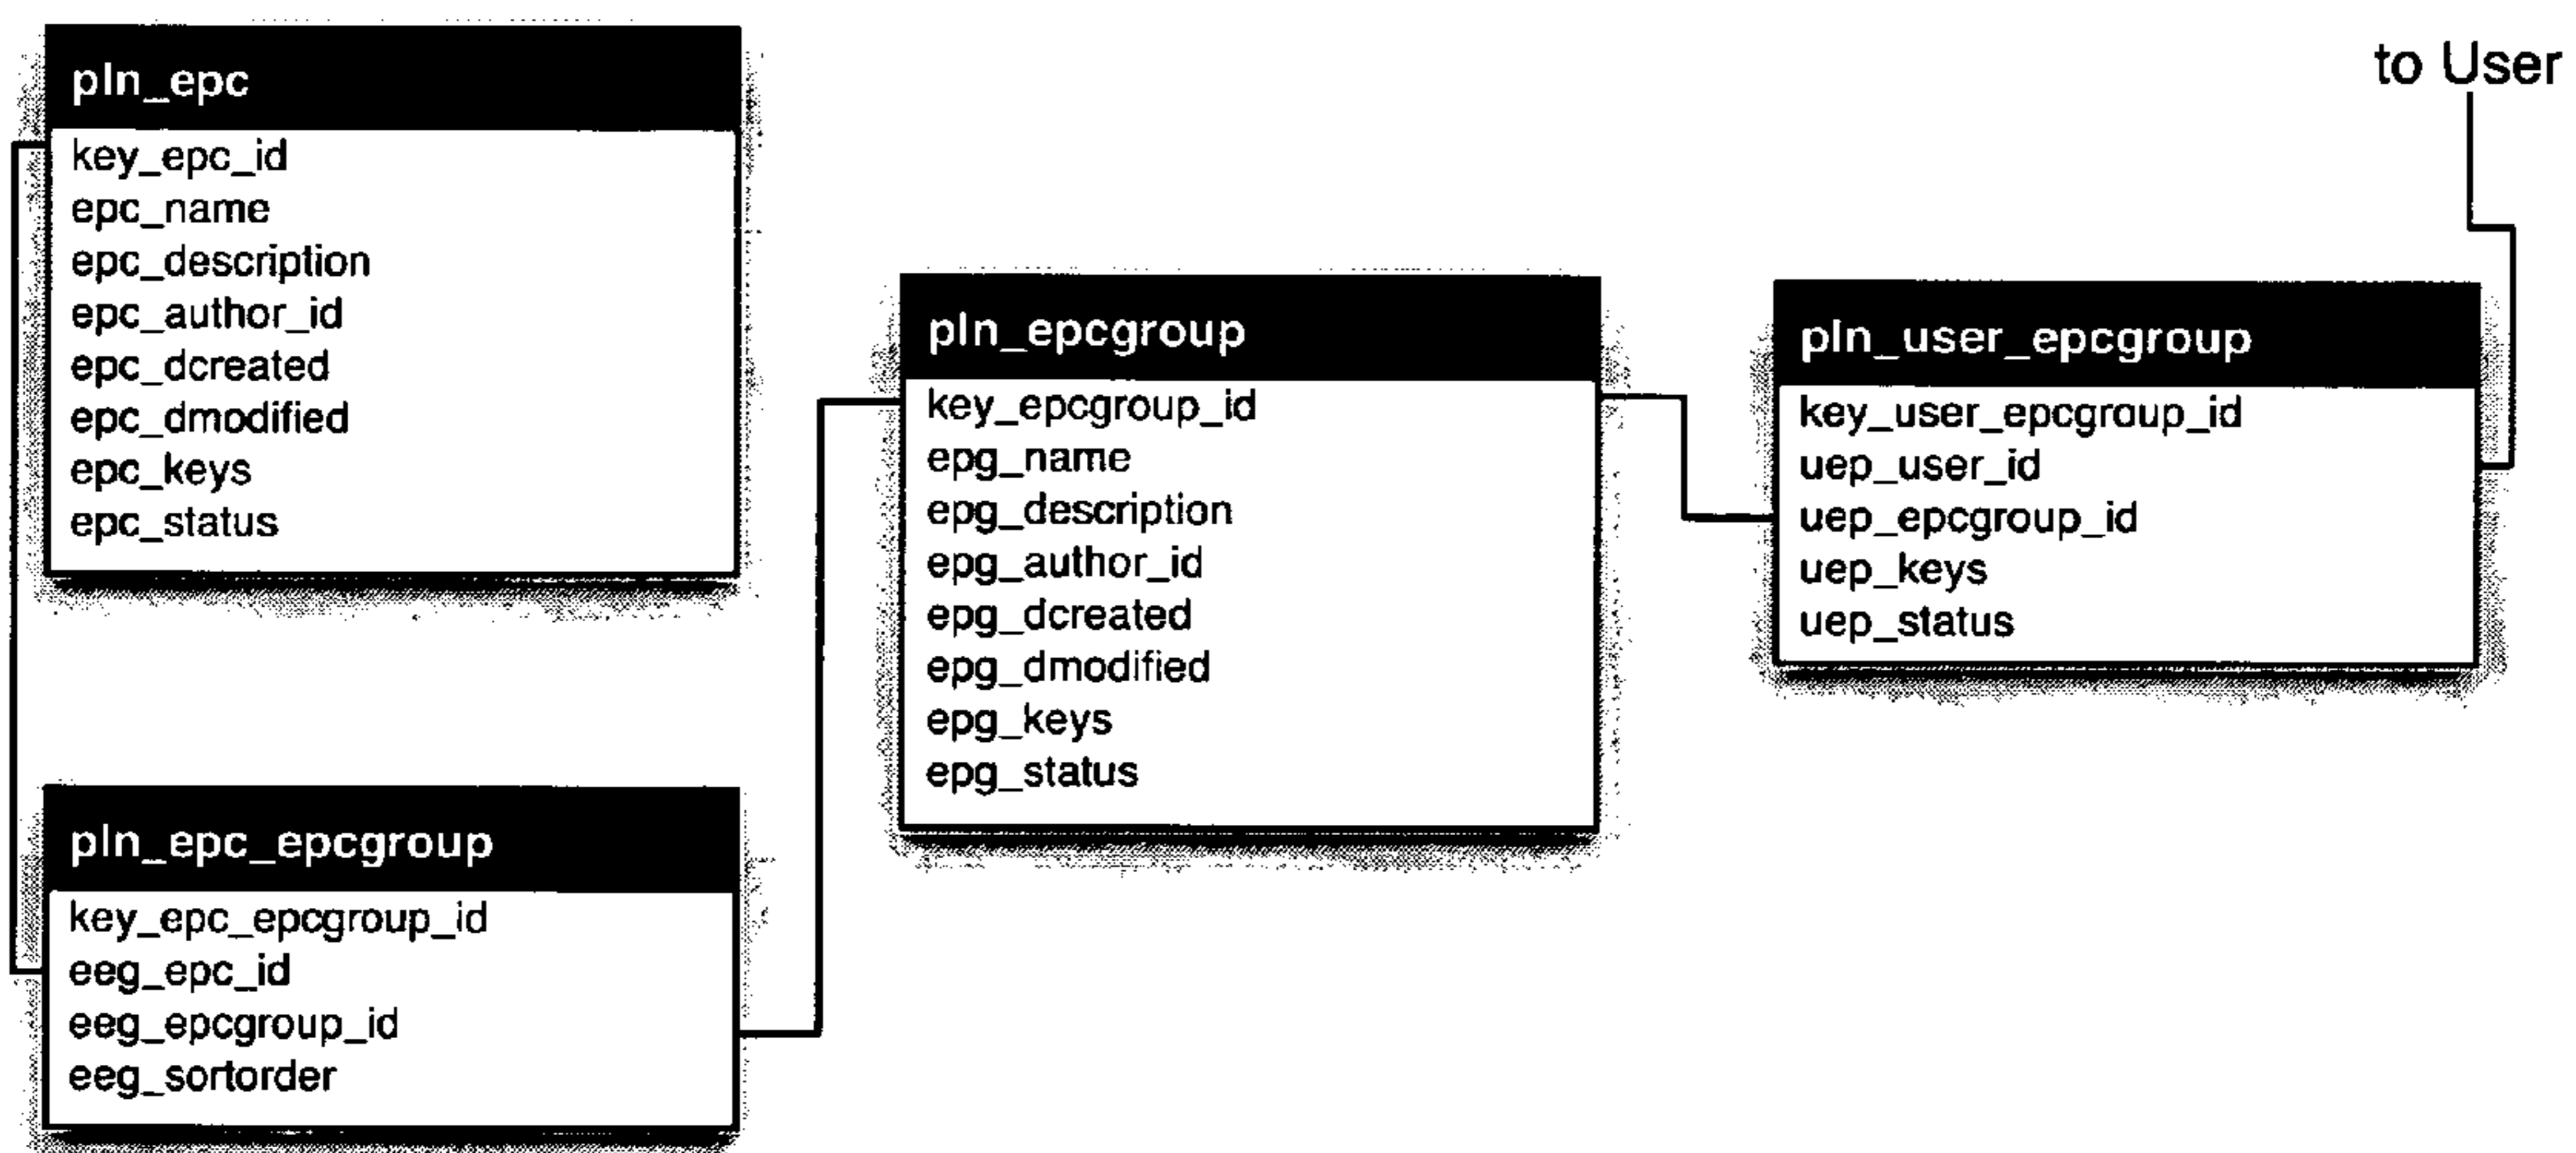 pln_epc
key_epc_id
epc_name
epc_description
epc_author_id
epc_dcreated
epc_dmodified
epc_keys
epc_status
pln_epc_epcgroup
key_epc_epcgroup_id
eeg_epc_id
eeg_epcgroup_id
eeg_sortorder
pln_epcgroup
key_epcgroup_id
epg_name
epg_description
epg_author_id
epg_dcreated
epg_dmodified
epg_keys
epg_status
to User
pln_user_epcgroup
key_user_epcgroup_id
uep_user_id
uep_epcgroup_id
uep_keys
uep_status